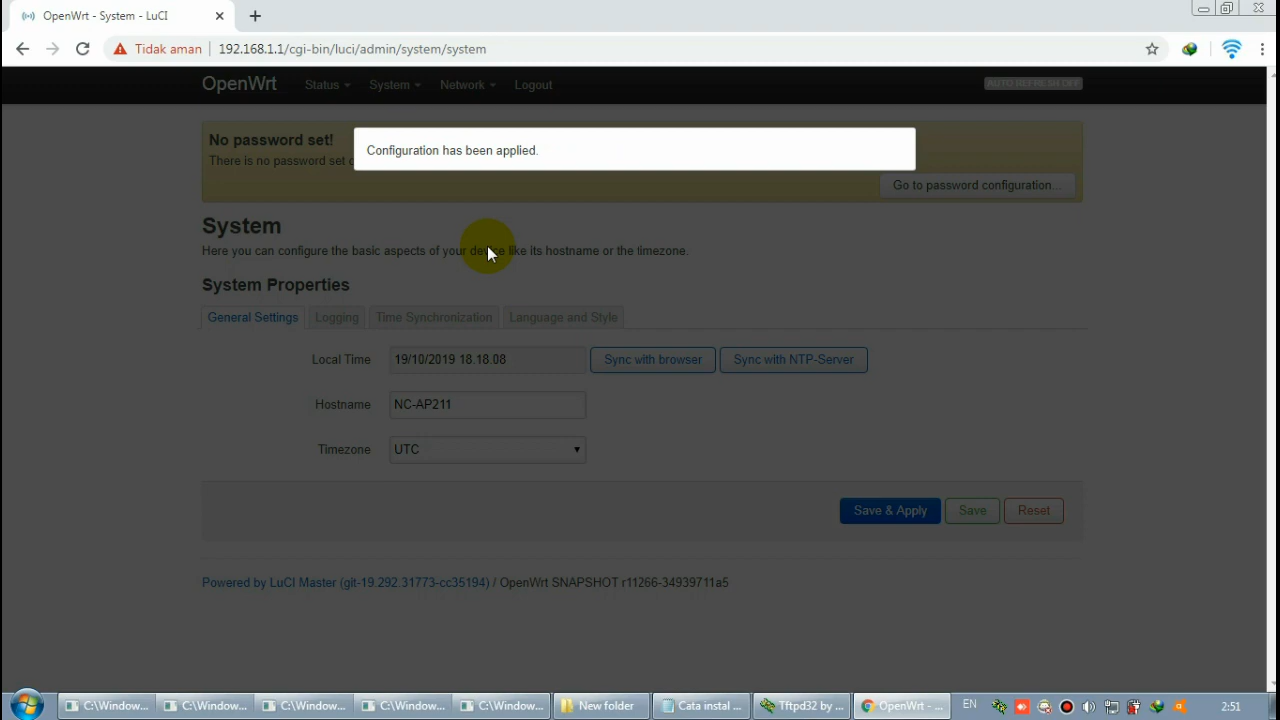 OpenWrt - System - LuCI
Tidak aman
192.168.1.1/cgi-bin/luci/admin/system/system
OpenWrt
Status
System
Network
Logout
AUTO REFRESH OFF
No password set!
There is no password set
Configuration has been applied.
Go to password configuration...
System
Here you can configure the basic aspects of your device like its hostname or the timezone.
System Properties
General Settings
Logging
Time Synchronization
Language and Style
Local Time
19/10/2019 18.18.08
Sync with browser
Sync with NTP-Server
Hostname
NC-AP211
Timezone
UTC
Save & Apply
Save
Reset
Powered by LuCI Master (git-19.292.31773-cc35194) / OpenWrt SNAPSHOT r11266-34939711a5
C:\Window...
C:\Window...
C:\Window...
C:\Window...
C:\Window...
New folder
Cata instal ...
Tftpd32 by ...
OpenWrt - ...
EN
2:51